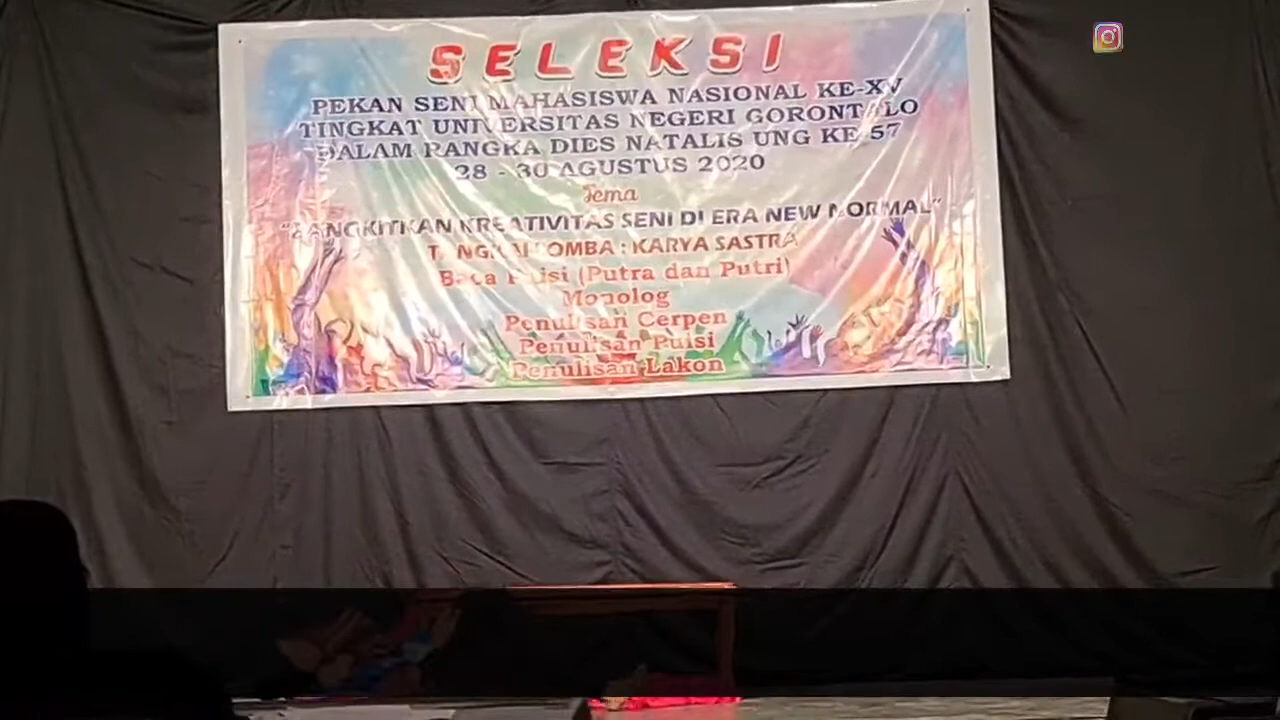 SELEKSI
PEKAN SENI MAHASISWA NASIONAL KE-XV
TINGKAT UNIVERSITAS NEGERI GORONTALO
DALAM RANGKA DIES NATALIS UNG KE-57
28 - 30 AGUSTUS 2020
Tema
"BANGKITKAN KREATIVITAS SENI DI ERA NEW NORMAL"
TANGKAI LOMBA : KARYA SASTRA
Baca Puisi (Putra dan Putri)
Monolog
Penulisan Cerpen
Penulisan Puisi
Penulisan Lakon